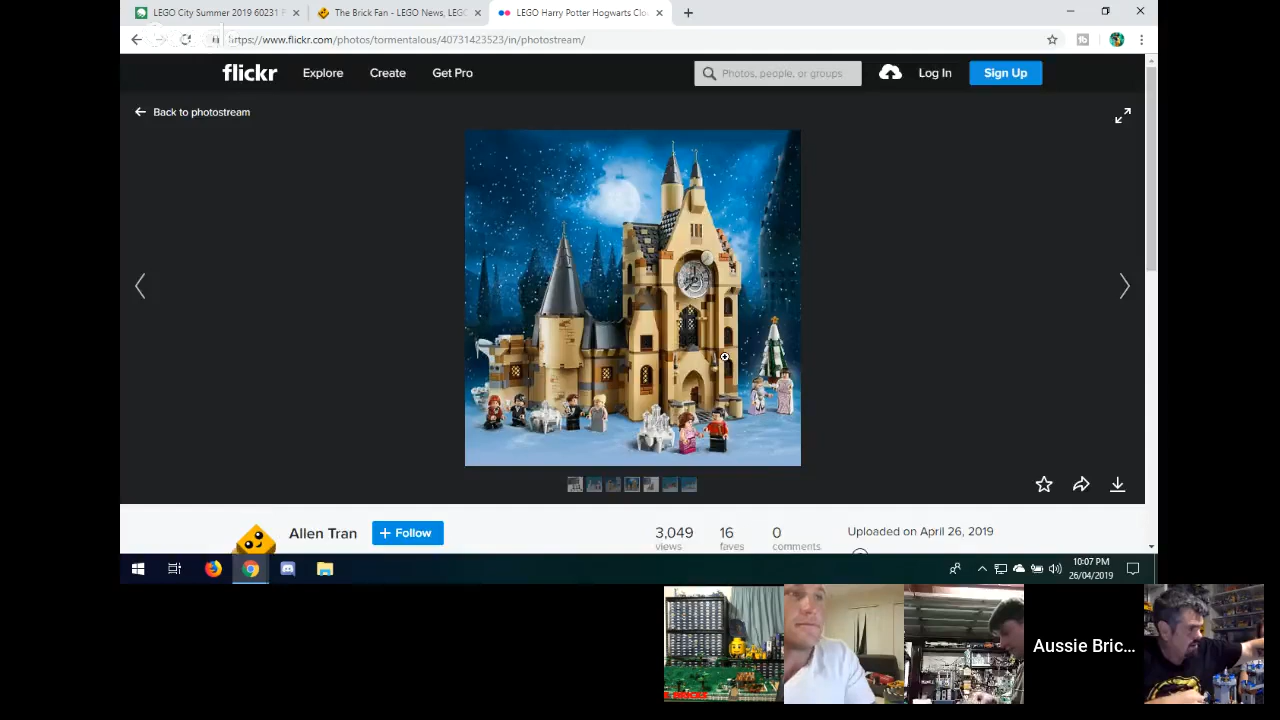 LEGO City Summer 2019 60231 F
The Brick Fan - LEGO News, LEGC
LEGO Harry Potter Hogwarts Clo
https://www.flickr.com/photos/tormentalous/40731423523/in/photostream/
flickr
Explore
Create
Get Pro
Photos, people, or groups
Log In
Sign Up
Back to photostream
Allen Tran
+ Follow
3,049
views
16
faves
0
comments
Uploaded on April 26, 2019
10:07 PM
26/04/2019
BRICKS
Aussie Bric...